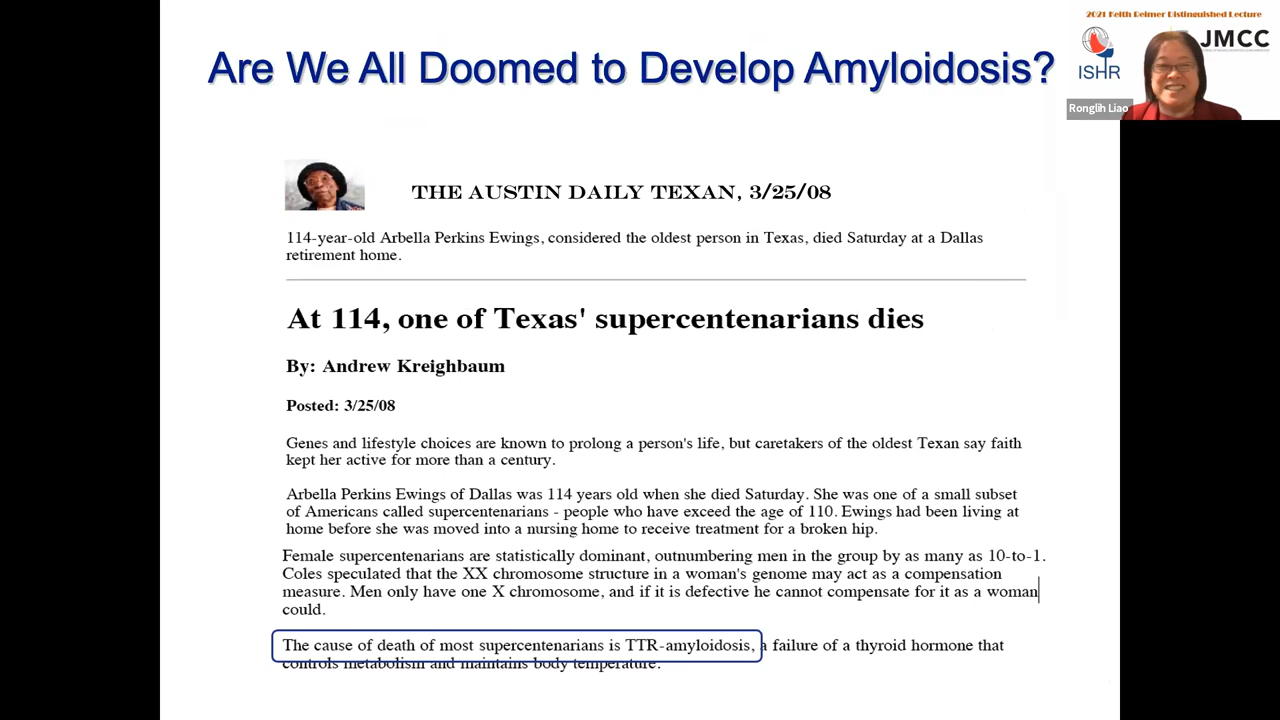 2021 Keith Reimer Distinguished Lecture
Are We All Doomed to Develop Amyloidosis?
ISHR
JMCC
Ronglih Liao
THE AUSTIN DAILY TEXAN, 3/25/08
114-year-old Arbella Perkins Ewings, considered the oldest person in Texas, died Saturday at a Dallas
retirement home.
At 114, one of Texas' supercentenarians dies
By: Andrew Kreighbaum
Posted: 3/25/08
Genes and lifestyle choices are known to prolong a person's life, but caretakers of the oldest Texan say faith
kept her active for more than a century.
Arbella Perkins Ewings of Dallas was 114 years old when she died Saturday. She was one of a small subset
of Americans called supercentenarians - people who have exceed the age of 110. Ewings had been living at
home before she was moved into a nursing home to receive treatment for a broken hip.
Female supercentenarians are statistically dominant, outnumbering men in the group by as many as 10-to-1.
Coles speculated that the XX chromosome structure in a woman's genome may act as a compensation
measure. Men only have one X chromosome, and if it is defective he cannot compensate for it as a woman
could.
The cause of death of most supercentenarians is TTR-amyloidosis, a failure of a thyroid hormone that
controls metabolism and maintains body temperature.